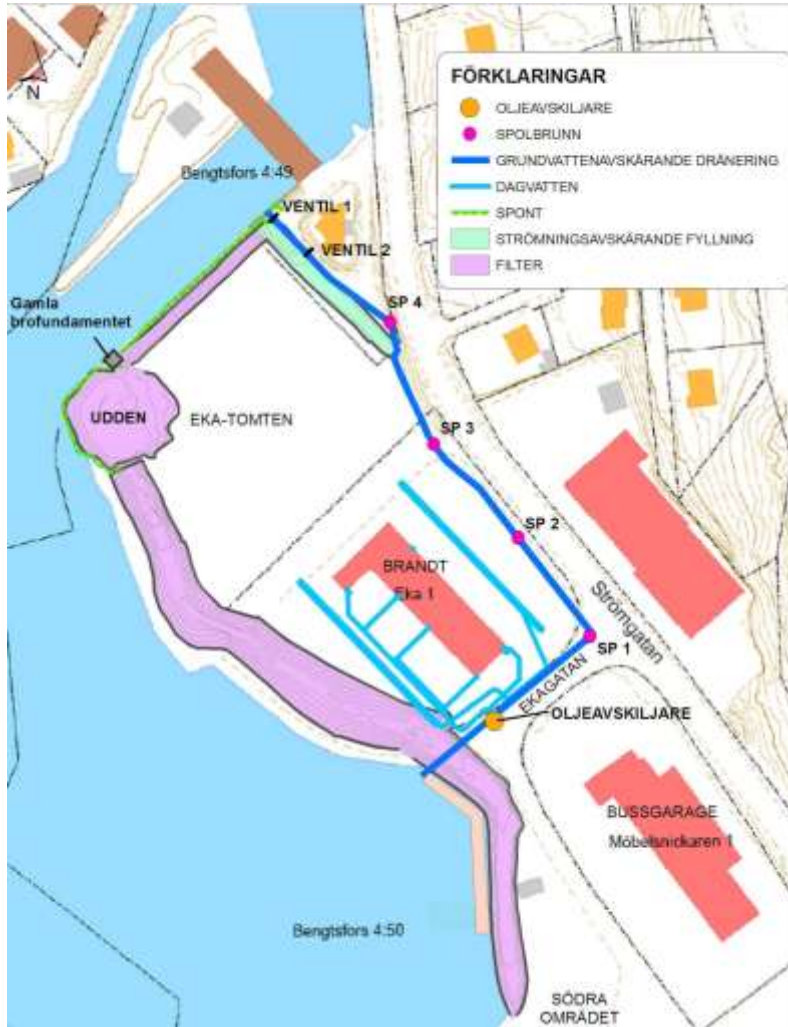 FÖRKLARINGAR
OLJEAVSKILJARE
SPOLBRUNN
GRUNDVATTENAVSKÄRANDE DRÄNERING
DAGVATTEN
SPONT
STRÖMNINGSAVSKÄRANDE FYLLNING
FILTER
N
Bengtsfors 4:49
VENTIL 1
VENTIL 2
Gamla
brofundamentet
SP 4
UDDEN
EKA-TOMTEN
SP 3
SP 2
BRANDT
Eka 1
Strömgatan
SP 1
EKAGATAN
OLJEAVSKILJARE
BUSSGARAGE
Möbelsnickaren 1
Bengtsfors 4:50
SÖDRA
OMRÅDET